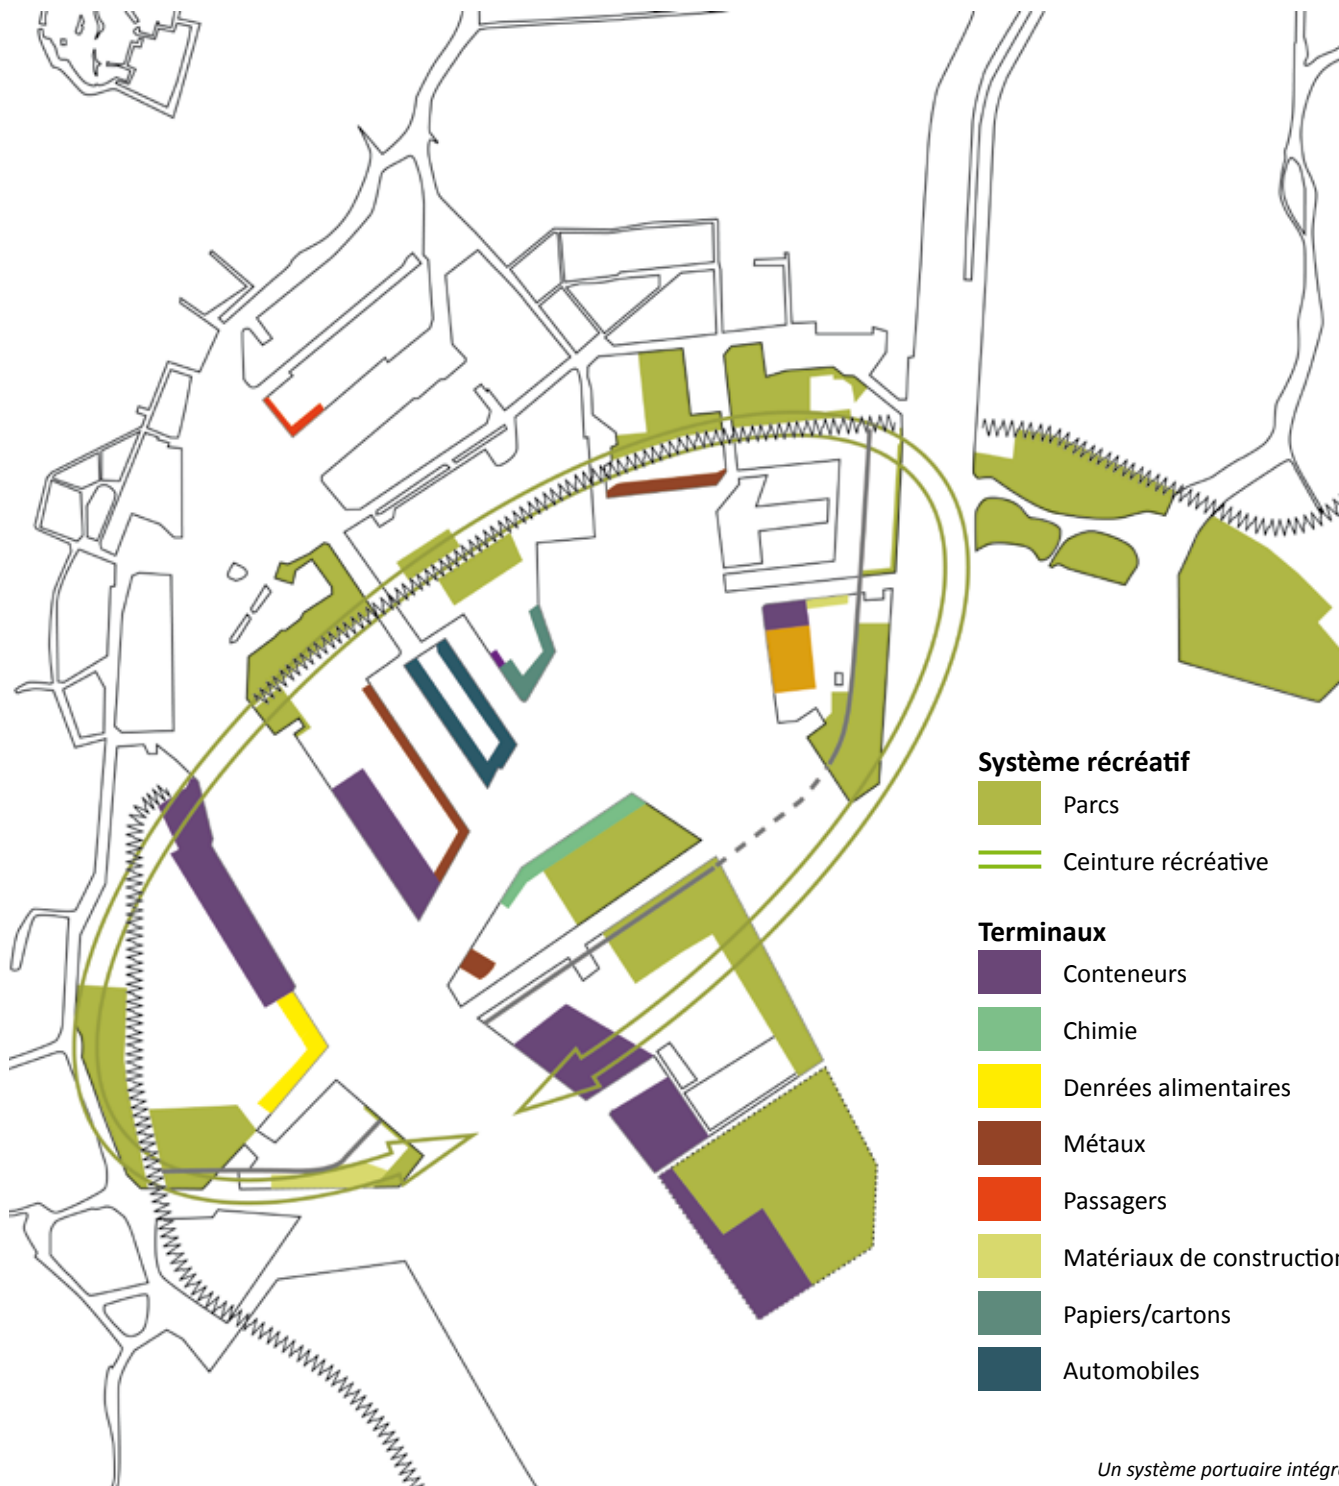 Système récréatif
Parcs
Ceinture récréative
Terminaux
Conteneurs
Chimie
Denrées alimentaires
Métaux
Passagers
Matériaux de construction
Papiers/cartons
Automobiles
Un système portuaire intégr